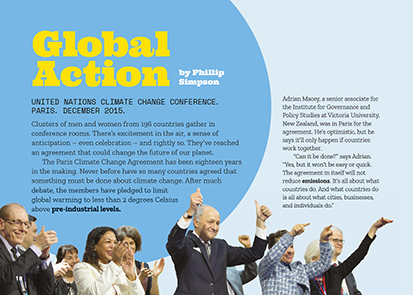 Global
Action
by Phillip
Simpson
UNITED NATIONS CLIMATE CHANGE CONFERENCE.
PARIS. DECEMBER 2015.
Clusters of men and women from 196 countries gather in
conference rooms. There's excitement in the air, a sense of
anticipation – even celebration – and rightly so. They've reached
an agreement that could change the future of our planet.
The Paris Climate Change Agreement has been eighteen years
in the making. Never before have so many countries agreed that
something must be done about climate change. After much
debate, the members have pledged to limit
global warming to less than 2 degrees Celsius
above pre-industrial levels.
Adrian Macey, a senior associate for
the Institute for Governance and
Policy Studies at Victoria University,
New Zealand, was in Paris for the
agreement. He's optimistic, but he
says it'll only happen if countries
work together.
"Can it be done?" says Adrian.
"Yes, but it won't be easy or quick.
The agreement in itself will not
reduce emissions. It's all about what
countries do. And what countries do
is all about what cities, businesses,
and individuals do."